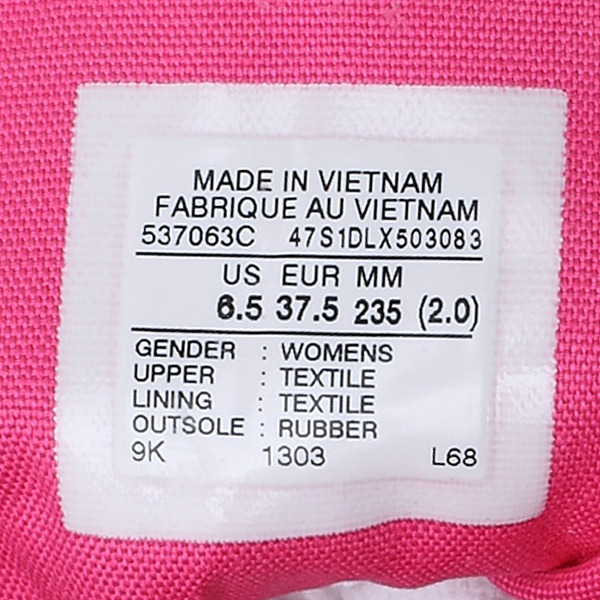 MADE IN VIETNAM
FABRIQUE AU VIETNAM
537063C 47S1DLX503083
US EUR MM
6.5 37.5 235 (2.0)
GENDER : WOMENS
UPPER : TEXTILE
LINING : TEXTILE
OUTSOLE : RUBBER
9K 1303 L68